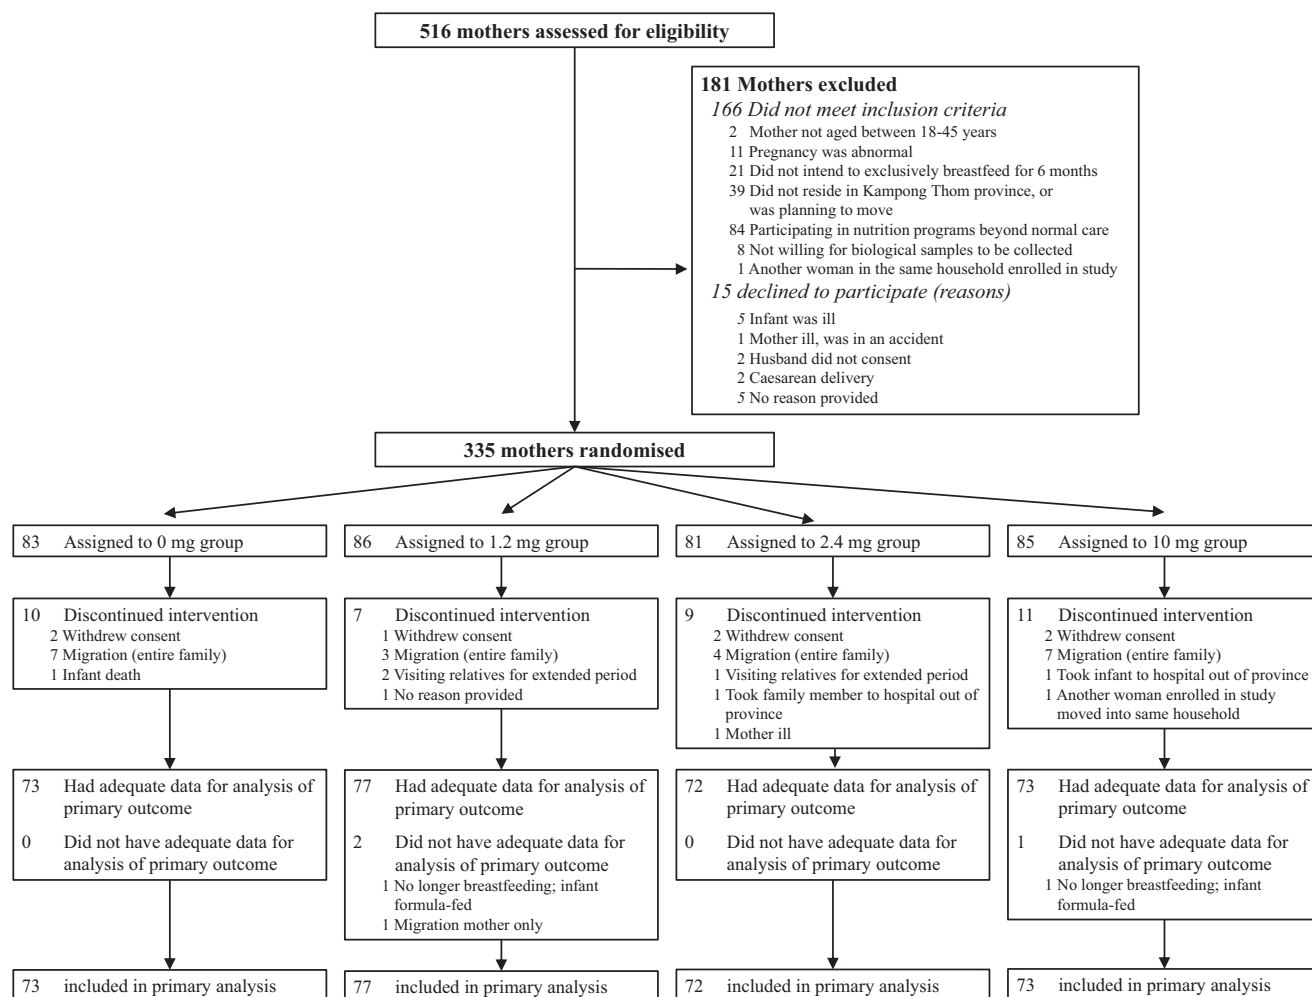 516 mothers assessed for eligibility
181 Mothers excluded
166 Did not meet inclusion criteria
2 Mother not aged between 18-45 years
11 Pregnancy was abnormal
21 Did not intend to exclusively breastfeed for 6 months
39 Did not reside in Kampong Thom province, or
was planning to move
84 Participating in nutrition programs beyond normal care
8 Not willing for biological samples to be collected
1 Another woman in the same household enrolled in study
15 declined to participate (reasons)
5 Infant was ill
1 Mother ill, was in an accident
2 Husband did not consent
2 Caesarean delivery
5 No reason provided
335 mothers randomised
83 Assigned to 0 mg group
10 Discontinued intervention
2 Withdrew consent
7 Migration (entire family)
1 Infant death
73 Had adequate data for analysis of
primary outcome
0 Did not have adequate data for
analysis of primary outcome
73 included in primary analysis
86 Assigned to 1.2 mg group
7 Discontinued intervention
1 Withdrew consent
3 Migration (entire family)
2 Visiting relatives for extended period
1 No reason provided
77 Had adequate data for analysis of
primary outcome
2 Did not have adequate data for
analysis of primary outcome
1 No longer breastfeeding; infant
formula-fed
1 Migration mother only
77 included in primary analysis
81 Assigned to 2.4 mg group
9 Discontinued intervention
2 Withdrew consent
4 Migration (entire family)
1 Visiting relatives for extended period
1 Took family member to hospital out of
province
1 Mother ill
72 Had adequate data for analysis of
primary outcome
0 Did not have adequate data for
analysis of primary outcome
72 included in primary analysis
85 Assigned to 10 mg group
11 Discontinued intervention
2 Withdrew consent
7 Migration (entire family)
1 Took infant to hospital out of province
1 Another woman enrolled in study
moved into same household
73 Had adequate data for analysis of
primary outcome
1 Did not have adequate data for
analysis of primary outcome
1 No longer breastfeeding; infant
formula-fed
73 included in primary analysis